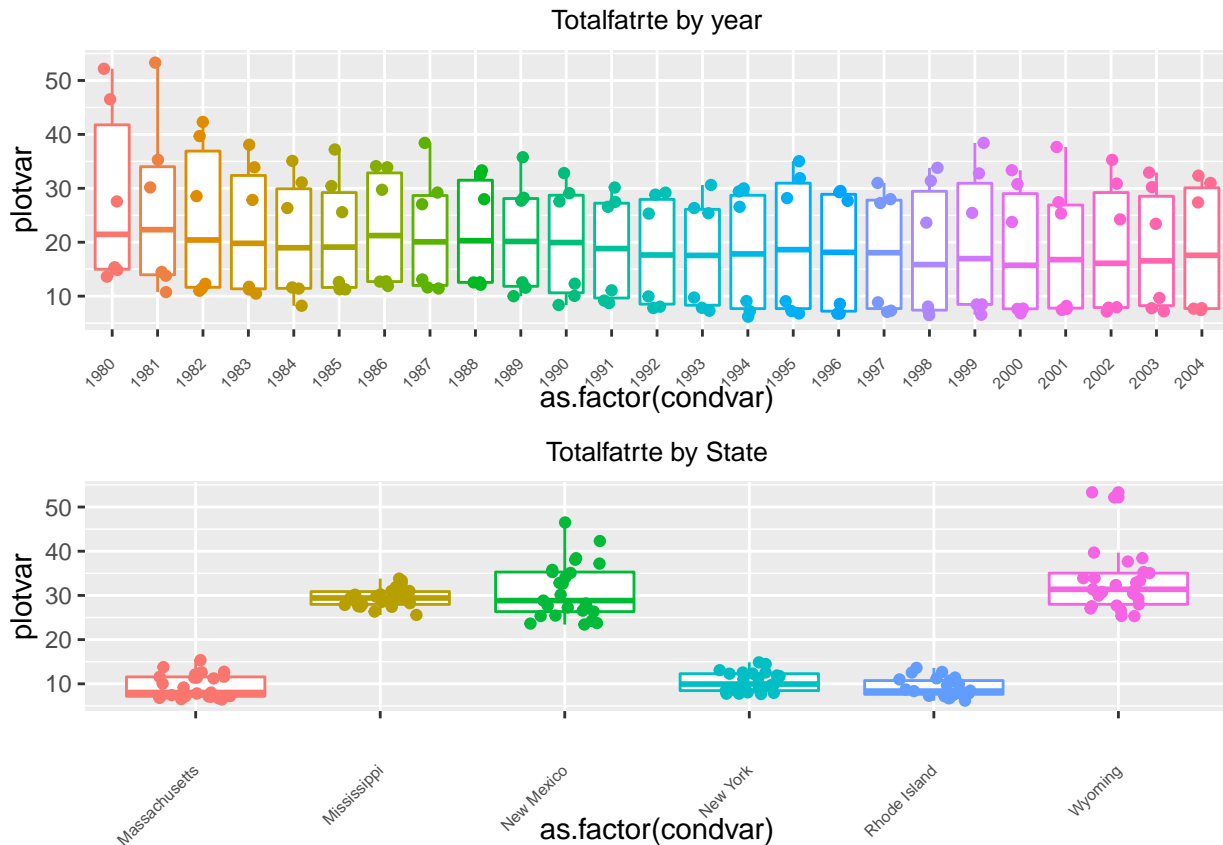 Totalfatrte by year
plotvar
50
40
30
20
10
1980 1981 1982 1983 1984 1985 1986 1987 1988 1989 1990 1991 1992 1993 1994 1995 1996 1997 1998 1999 2000 2001 2002 2003 2004
as.factor(condvar)
Totalfatrte by State
plotvar
50
40
30
20
10
Massachusetts Mississippi New Mexico New York Rhode Island Wyoming
as.factor(condvar)